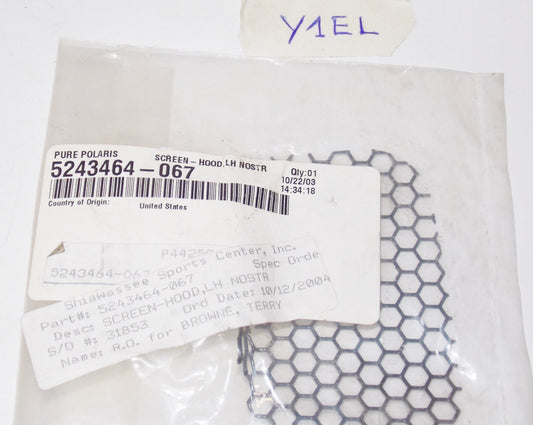 Y1EL
PURE POLARIS SCREEN-HOOD,LH NOSTR
5243464-067 Qty:01
10/22/03
14:34:18
Country of Origin: United States
5243464-067 Spec Orde
Shiawassee Sports Center, Inc.
Part#: 5243464-067
Desc: SCREEN-HOOD,LH NOSTR
S/O #: 31853 Ord Date: 10/12/2004
Name: R.O. for BROWNE, TERRY